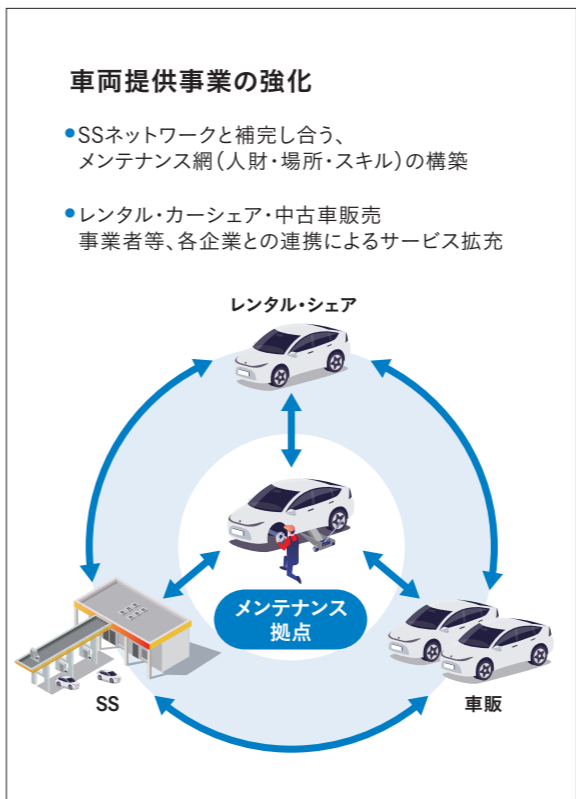 車両提供事業の強化
●SSネットワークと補完し合う、
メンテナンス網(人財・場所・スキル)の構築
●レンタル・カーシェア・中古車販売
事業者等、各企業との連携によるサービス拡充
レンタル・シェア
メンテナンス
拠点
SS
車販